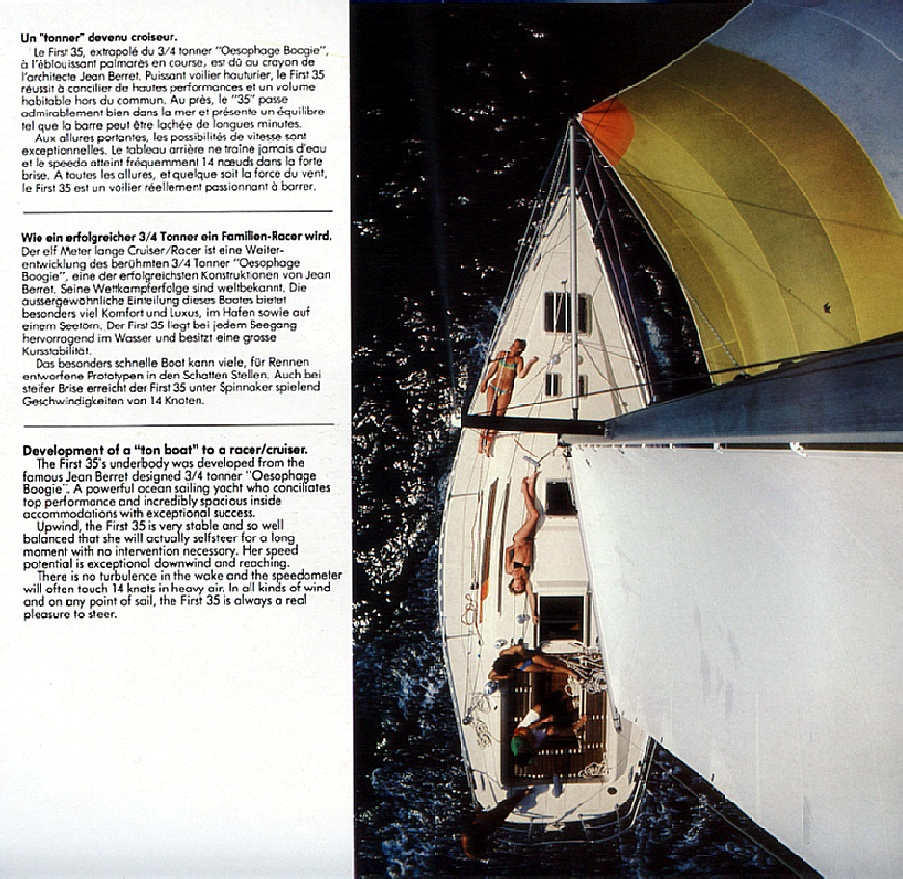 Un "tonner" devenu croiseur.
Le First 35, extrapolé du 3/4 tonner "Oesophage Boogie",
à l'éblouissant palmarès en course, est dû au crayon de
l'architecte Jean Berret. Puissant voilier hauturier, le First 35
réussit à concilier de hautes performances et un volume
habitable hors du commun. Au près, le "35" passe
admirablement bien dans la mer et présente un équilibre
tel que la barre peut être lachée de longues minutes.
Aux allures portantes, les possibilités de vitesse sont
exceptionnelles. Le tableau arrière ne traîne jamais d'eau
et le speedo atteint fréquemment 14 nœuds dans la forte
brise. A toutes les allures, et quelque soit la force du vent,
le First 35 est un voilier réellement passionnant à barrer.
Wie ein erfolgreicher 3/4 Tonner ein Familien-Racer wird.
Der elf Meter lange Cruiser/Racer ist eine Weiter-
entwicklung des berühmten 3/4 Tonner "Oesophage
Boogie", eine der erfolgreichsten Konstruktionen von Jean
Berret. Seine Wettkampferfolge sind weltbekannt. Die
aussergewöhnliche Einteilung dieses Bootes bietet
besonders viel Komfort und Luxus, im Hafen sowie auf
einem Seetörn. Der First 35 liegt bei jedem Seegang
hervorragend im Wasser und besitzt eine grosse
Kursstabilität.
Das besonders schnelle Boot kann viele, für Rennen
entworfene Prototypen in den Schatten Stellen. Auch bei
steifer Brise erreicht der First 35 unter Spinnaker spielend
Geschwindigkeiten von 14 Knoten.
Development of a "ton boat" to a racer/cruiser.
The First 35's underbody was developed from the
famous Jean Berret designed 3/4 tonner "Oesophage
Boogie". A powerful ocean sailing yacht who conciliates
top performance and incredibly spacious inside
accommodations with exceptional success.
Upwind, the First 35 is very stable and so well
balanced that she will actually selfsteer for a long
moment with no intervention necessary. Her speed
potential is exceptional downwind and reaching.
There is no turbulence in the wake and the speedometer
will often touch 14 knots in heavy air. In all kinds of wind
and on any point of sail, the First 35 is always a real
pleasure to steer.